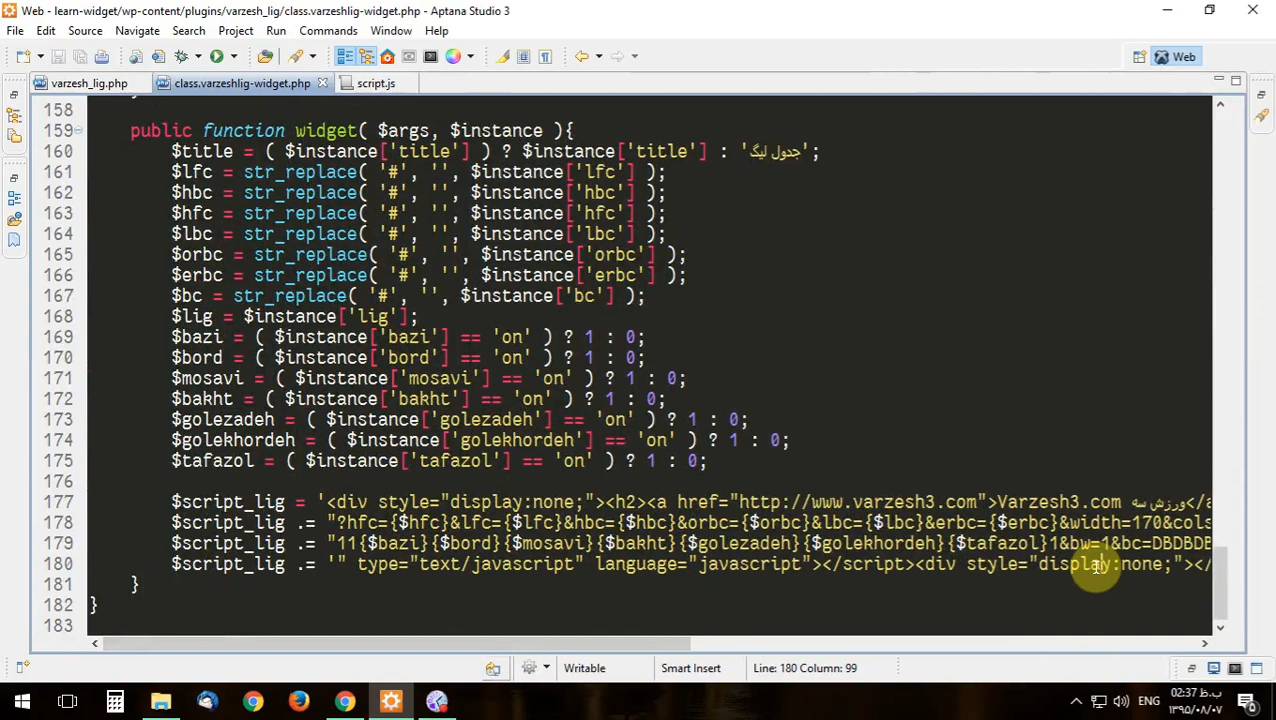 Web - learn-widget/wp-content/plugins/varzesh_lig/class.varzeshlig-widget.php - Aptana Studio 3
File Edit Source Navigate Search Project Run Commands Window Help
Web
varzesh_lig.php class.varzeshlig-widget.php script.js
158 }
159 public function widget( $args, $instance ){
160 $title = ( $instance['title'] ) ? $instance['title'] : 'جدول لیگ';
161 $lfc = str_replace( '#', '', $instance['lfc'] );
162 $hbc = str_replace( '#', '', $instance['hbc'] );
163 $hfc = str_replace( '#', '', $instance['hfc'] );
164 $lbc = str_replace( '#', '', $instance['lbc'] );
165 $orbc = str_replace( '#', '', $instance['orbc'] );
166 $erbc = str_replace( '#', '', $instance['erbc'] );
167 $bc = str_replace( '#', '', $instance['bc'] );
168 $lig = $instance['lig'];
169 $bazi = ( $instance['bazi'] == 'on' ) ? 1 : 0;
170 $bord = ( $instance['bord'] == 'on' ) ? 1 : 0;
171 $mosavi = ( $instance['mosavi'] == 'on' ) ? 1 : 0;
172 $bakht = ( $instance['bakht'] == 'on' ) ? 1 : 0;
173 $golezadeh = ( $instance['golezadeh'] == 'on' ) ? 1 : 0;
174 $golekhordeh = ( $instance['golekhordeh'] == 'on' ) ? 1 : 0;
175 $tafazol = ( $instance['tafazol'] == 'on' ) ? 1 : 0;
176
177 $script_lig = '<div style="display:none;"><h2><a href="http://www.varzesh3.com">Varzesh3.com ورزش سه</a
178 $script_lig .= "?hfc={$hfc}&lfc={$lfc}&hbc={$hbc}&orbc={$orbc}&lbc={$lbc}&erbc={$erbc}&width=170&cols
179 $script_lig .= "11{$bazi}{$bord}{$mosavi}{$bakht}{$golezadeh}{$golekhordeh}{$tafazol}1&bw=1&bc=DBDBDB
180 $script_lig .= '" type="text/javascript" language="javascript"></script><div style="display:none;"></
181 }
182 }
183
Writable Smart Insert Line: 180 Column: 99
ENG 02:37 ب.ظ
۱۳۹۵/۰۸/۰۷